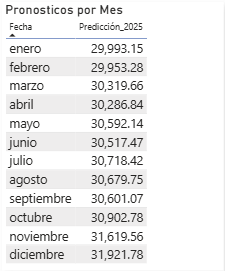 Pronosticos por Mes
Fecha Predicción_2025
enero 29,993.15
febrero 29,953.28
marzo 30,319.66
abril 30,286.84
mayo 30,592.14
junio 30,517.47
julio 30,718.42
agosto 30,679.75
septiembre 30,601.07
octubre 30,902.78
noviembre 31,619.56
diciembre 31,921.78